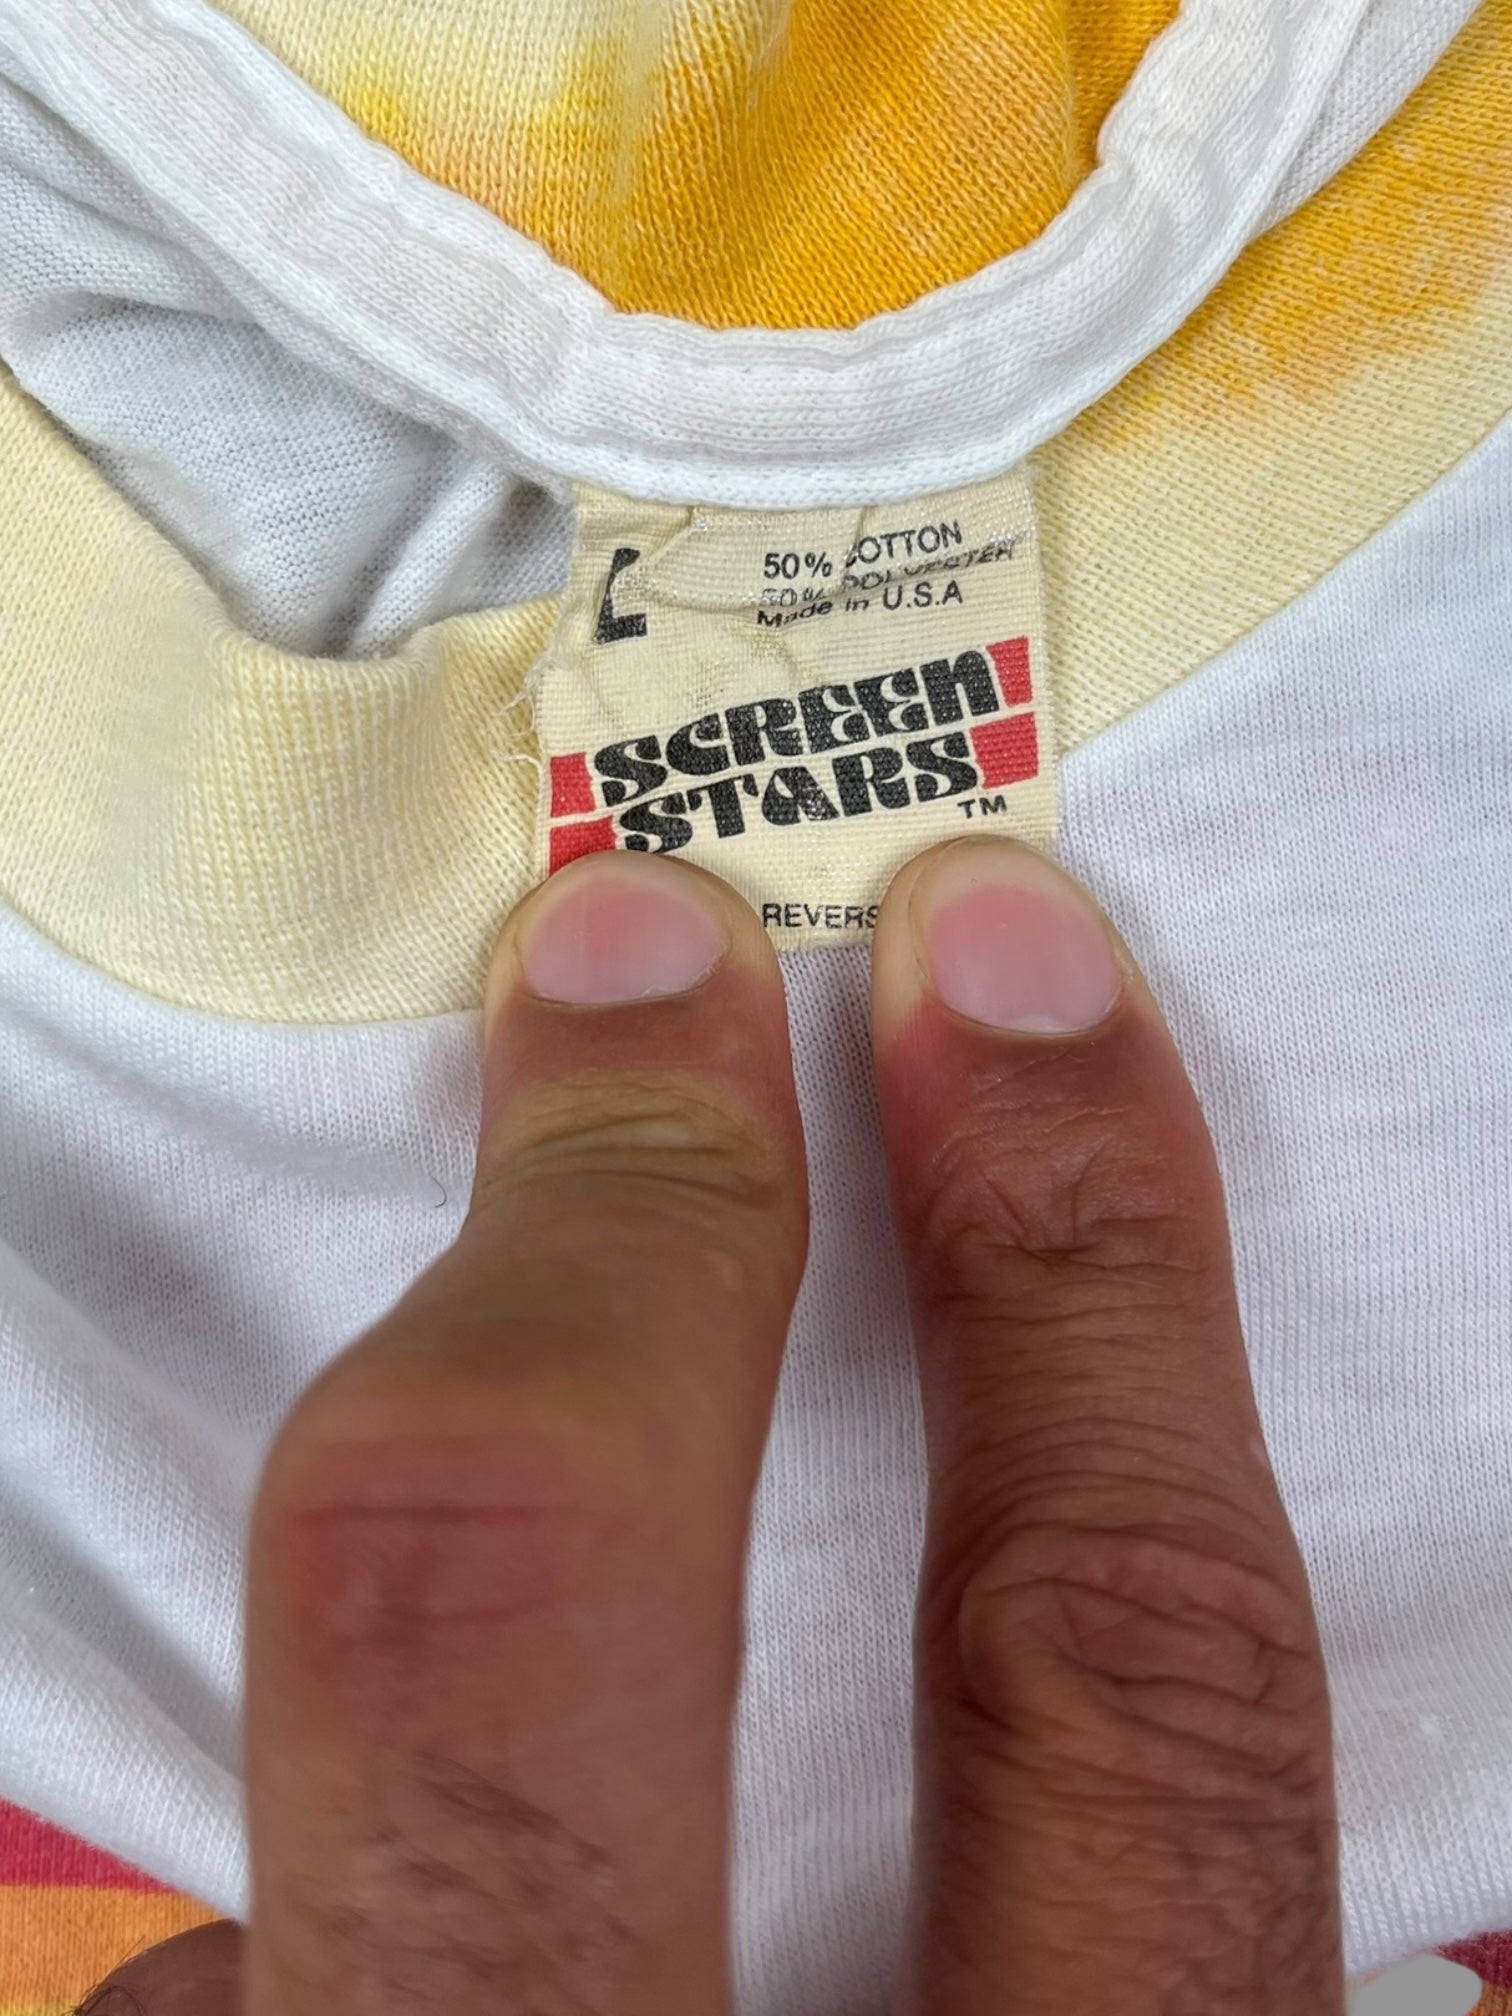 L
50% COTTON
50% POLYESTER
Made in U.S.A
SCREEN
STARS
TM
REVERS